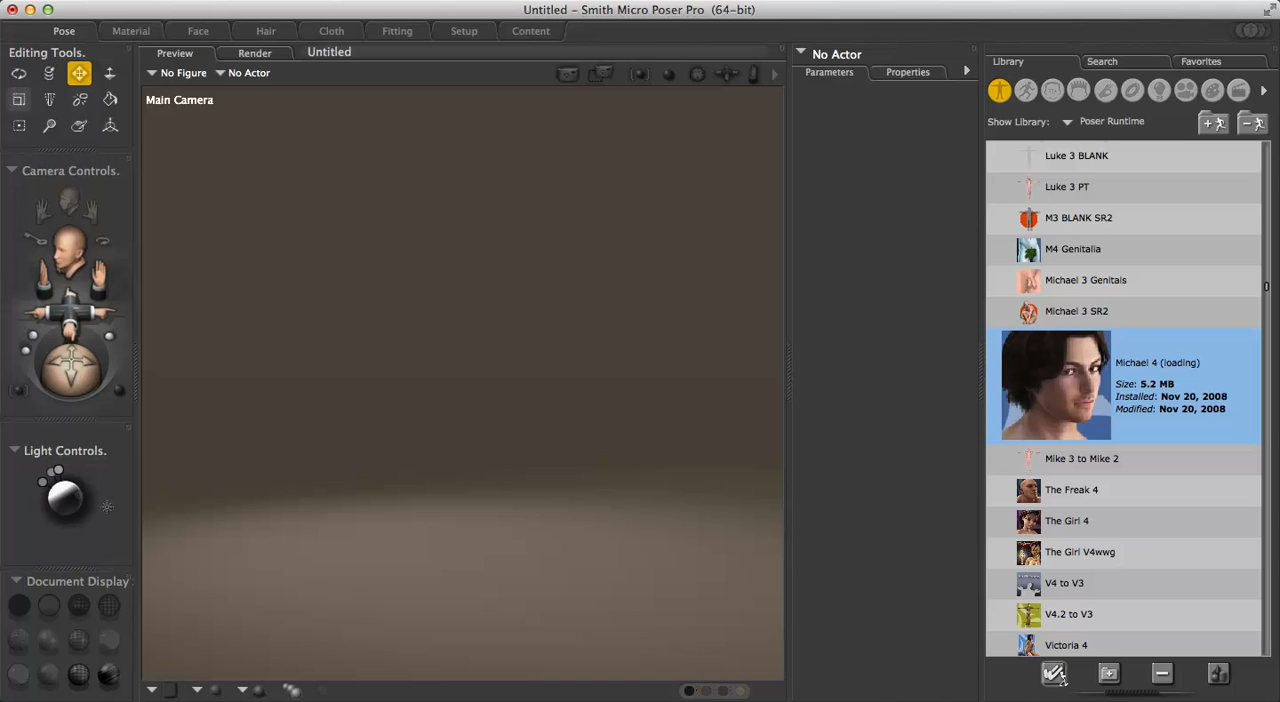 Untitled – Smith Micro Poser Pro  (64-bit)
Pose
Material
Face
Hair
Cloth
Fitting
Setup
Content
Editing Tools.
Preview
Render
Untitled
No Figure
No Actor
Main Camera
Camera Controls.
Light Controls.
Document Display
No Actor
Parameters
Properties
Library
Search
Favorites
Show Library:
Poser Runtime
Luke 3 BLANK
Luke 3 PT
M3 BLANK SR2
M4 Genitalia
Michael 3 Genitals
Michael 3 SR2
Michael 4 (loading)
Size: 5.2 MB
Installed: Nov 20, 2008
Modified: Nov 20, 2008
Mike 3 to Mike 2
The Freak 4
The Girl 4
The Girl V4wwg
V4 to V3
V4.2 to V3
Victoria 4